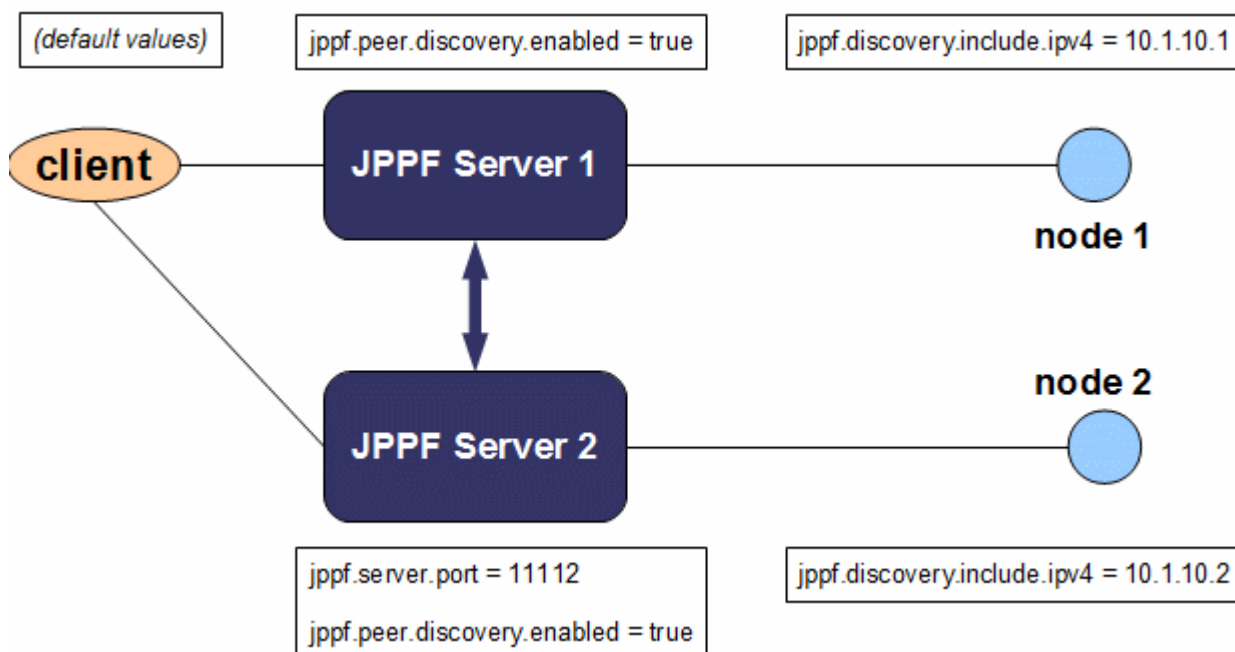 (default values)
jppf.peer.discovery.enabled = true
jppf.discovery.include.ipv4 = 10.1.10.1
client
JPPF Server 1
node 1
node 2
JPPF Server 2
jppf.server.port = 11112
jppf.peer.discovery.enabled = true
jppf.discovery.include.ipv4 = 10.1.10.2